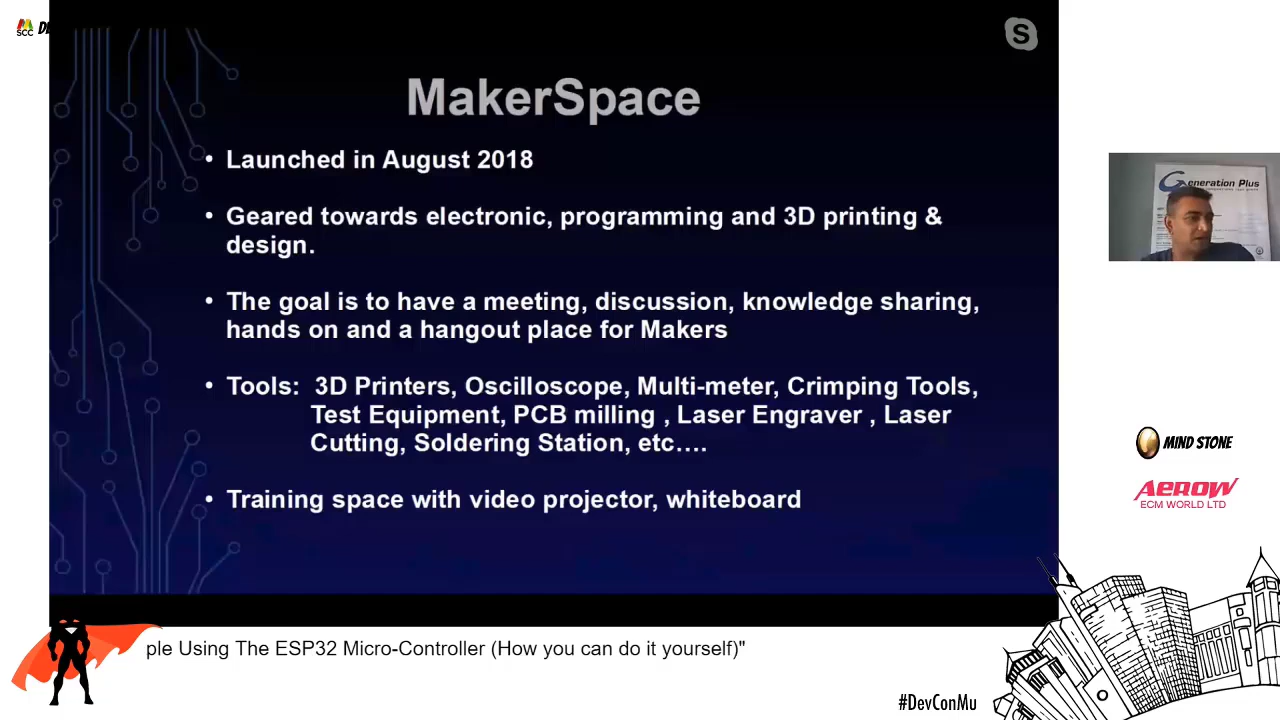 SCC
MakerSpace
• Launched in August 2018
• Geared towards electronic, programming and 3D printing &
design.
• The goal is to have a meeting, discussion, knowledge sharing,
hands on and a hangout place for Makers
• Tools: 3D Printers, Oscilloscope, Multi-meter, Crimping Tools,
Test Equipment, PCB milling , Laser Engraver , Laser
Cutting, Soldering Station, etc....
• Training space with video projector, whiteboard
Generation Plus
MIND STONE
AEROW
ECM WORLD LTD
ple Using The ESP32 Micro-Controller (How you can do it yourself)"
#DevConMu